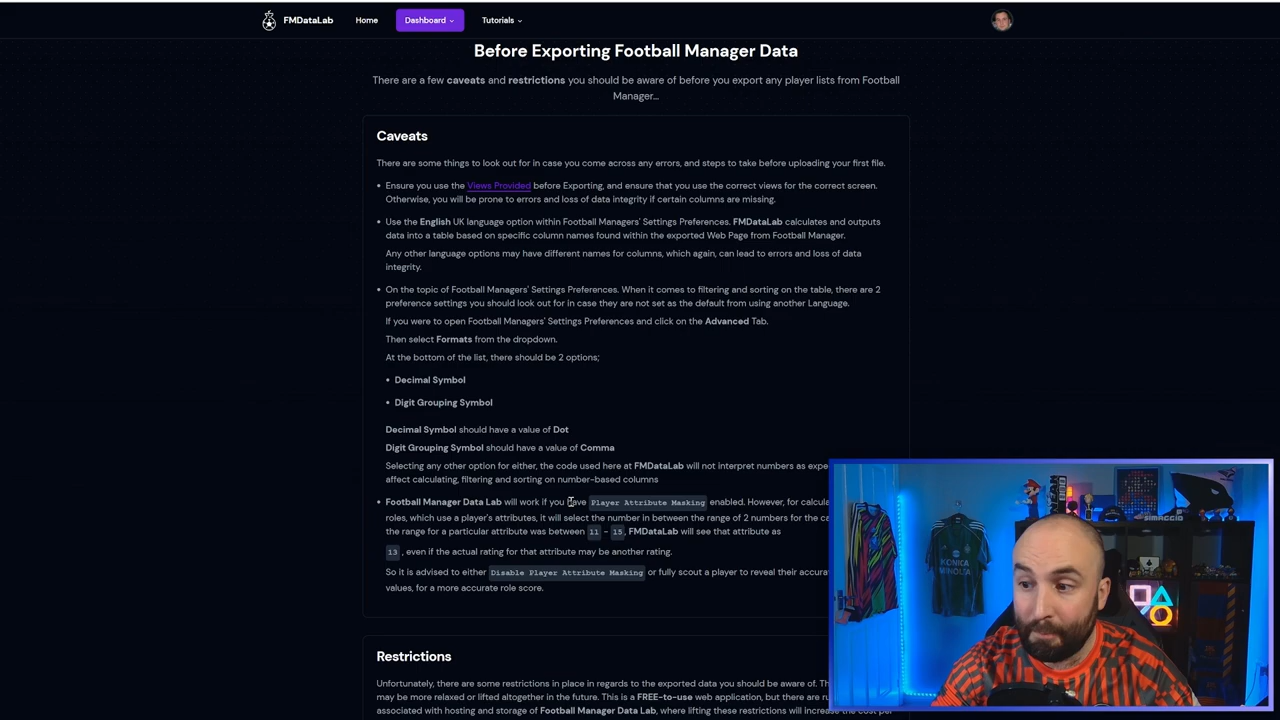 FMDataLab
Home
Dashboard
Tutorials
Before Exporting Football Manager Data
There are a few caveats and restrictions you should be aware of before you export any player lists from Football
Manager...
Caveats
There are some things to look out for in case you come across any errors, and steps to take before uploading your first file.
• Ensure you use the Views Provided before Exporting, and ensure that you use the correct views for the correct screen.
Otherwise, you will be prone to errors and loss of data integrity if certain columns are missing.
• Use the English UK language option within Football Managers' Settings Preferences. FMDataLab calculates and outputs
data into a table based on specific column names found within the exported Web Page from Football Manager.
Any other language options may have different names for columns, which again, can lead to errors and loss of data
integrity.
• On the topic of Football Managers' Settings Preferences. When it comes to filtering and sorting on the table, there are 2
preference settings you should look out for in case they are not set as the default from using another Language.
If you were to open Football Managers' Settings Preferences and click on the Advanced Tab.
Then select Formats from the dropdown.
At the bottom of the list, there should be 2 options;
• Decimal Symbol
• Digit Grouping Symbol
Decimal Symbol should have a value of Dot
Digit Grouping Symbol should have a value of Comma
Selecting any other option for either, the code used here at FMDataLab will not interpret numbers as expe
affect calculating, filtering and sorting on number-based columns
• Football Manager Data Lab will work if you have Player Attribute Masking enabled. However, for calcula
roles, which use a player's attributes, it will select the number in between the range of 2 numbers for the ca
the range for a particular attribute was between 11 - 15, FMDataLab will see that attribute as
13, even if the actual rating for that attribute may be another rating.
So it is advised to either Disable Player Attribute Masking or fully scout a player to reveal their accurat
values, for a more accurate role score.
Restrictions
Unfortunately, there are some restrictions in place in regards to the exported data you should be aware of. Th
may be more relaxed or lifted altogether in the future. This is a FREE-to-use web application, but there are ru
associated with hosting and storage of Football Manager Data Lab, where lifting these restrictions will increase the cost per
KONICA
MINOLTA